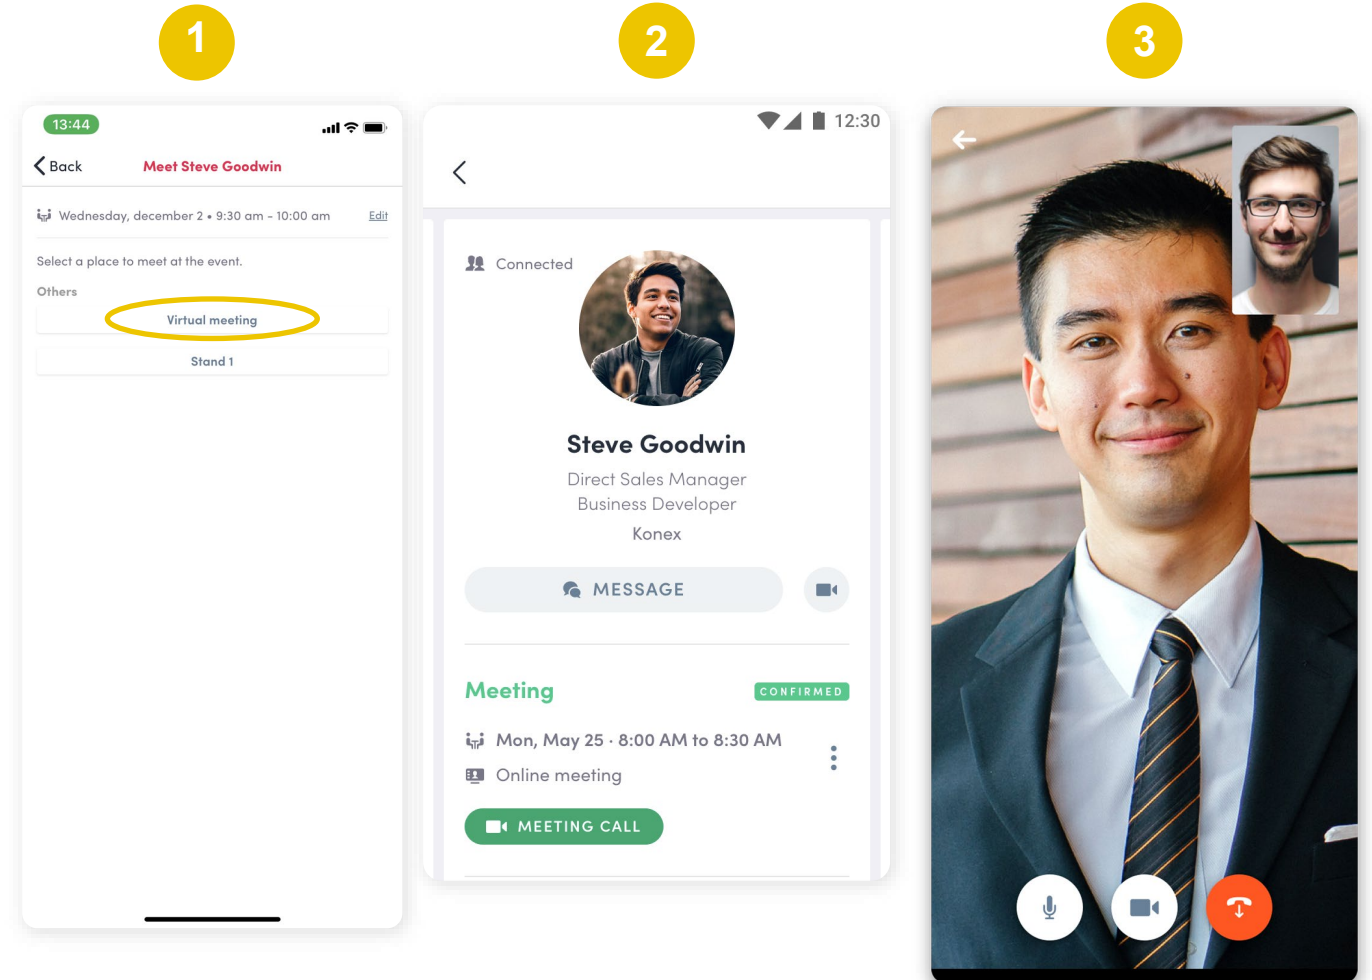 1
2
3
13:44
Back
Meet Steve Goodwin
Wednesday, december 2 • 9:30 am - 10:00 am
Edit
Select a place to meet at the event.
Others
Virtual meeting
Stand 1
12:30
Connected
Steve Goodwin
Direct Sales Manager
Business Developer
Konex
MESSAGE
Meeting
CONFIRMED
Mon, May 25 · 8:00 AM to 8:30 AM
Online meeting
MEETING CALL